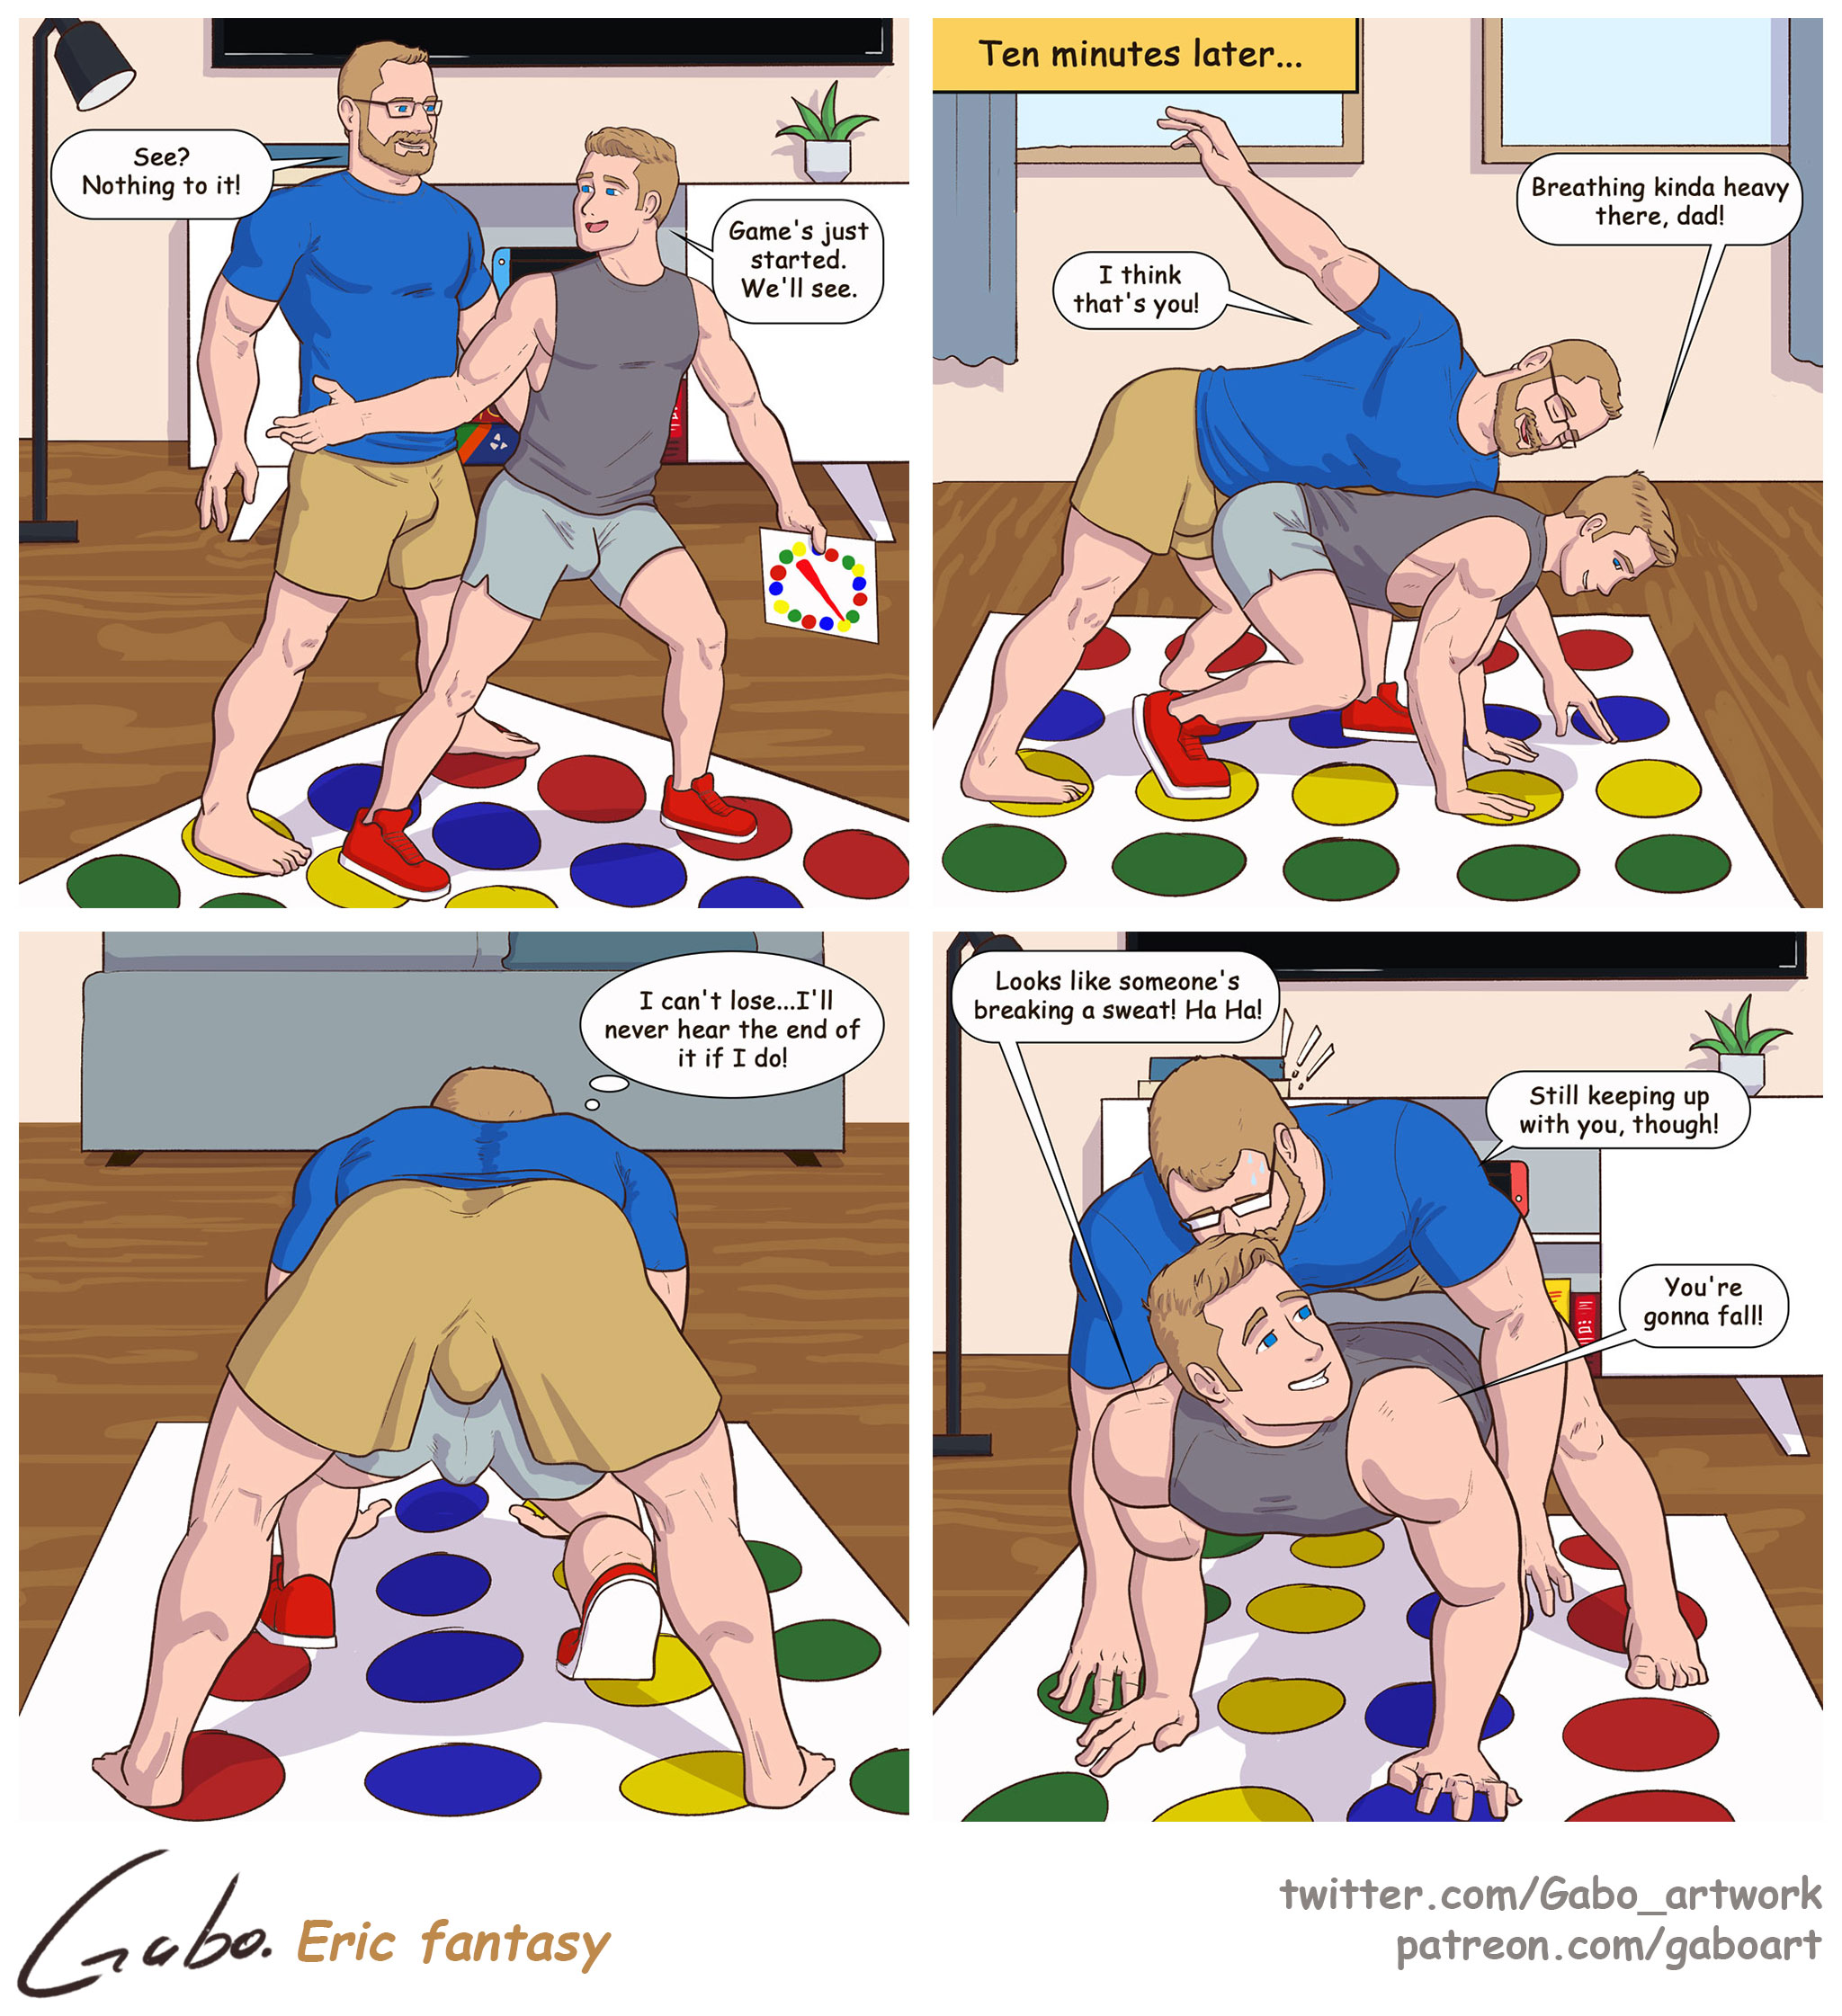 See?
Nothing to it!
Game's just
started.
We'll see.
Ten minutes later...
Breathing kinda heavy
there, dad!
I think
that's you!
I can't lose...I'll
never hear the end of
it if I do!
Looks like someone's
breaking a sweat! Ha Ha!
Still keeping up
with you, though!
You're
gonna fall!
Gabo. Eric fantasy
twitter.com/Gabo_artwork
patreon.com/gaboart